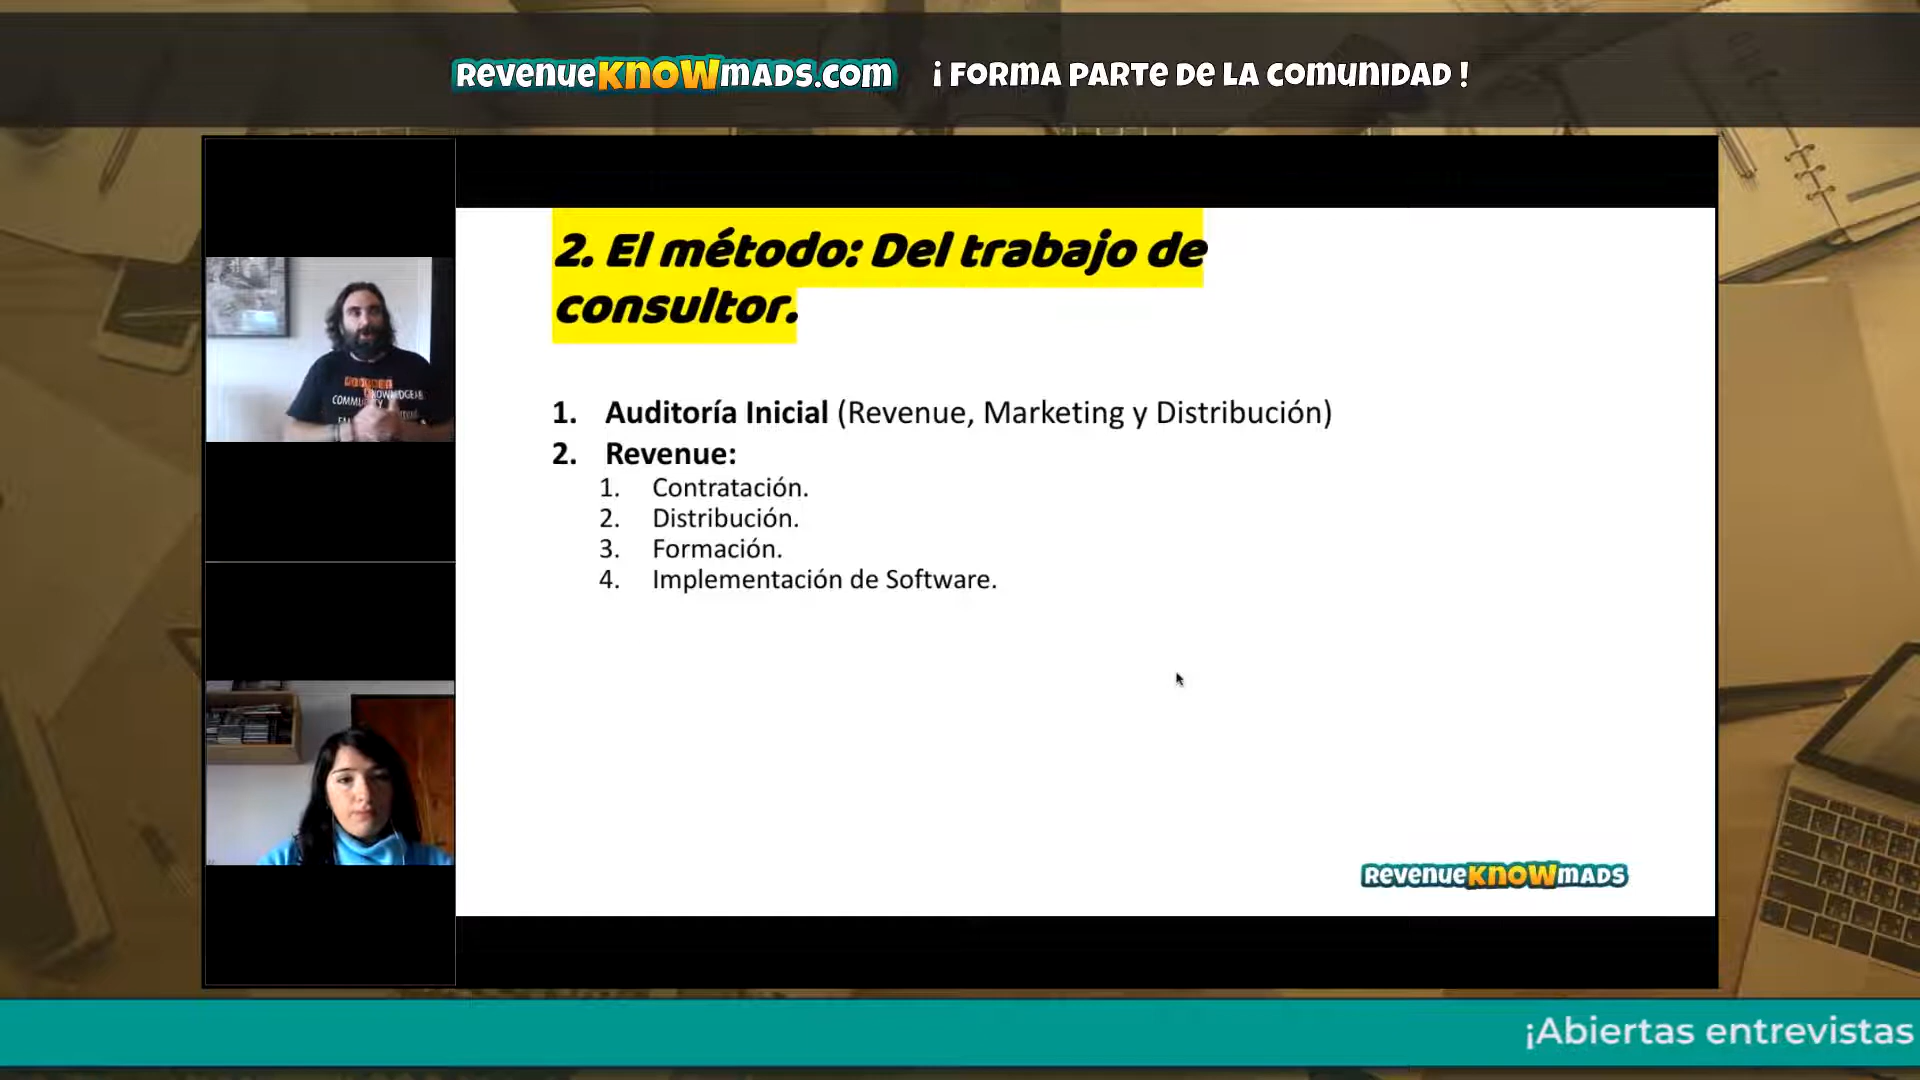 RevenueKNOWmads.com ¡ FORMA PARTE DE LA COMUNIDAD !
2. El método: Del trabajo de
consultor.
1. Auditoría Inicial (Revenue, Marketing y Distribución)
2. Revenue:
1. Contratación.
2. Distribución.
3. Formación.
4. Implementación de Software.
COMMUNITY
RevenueKNOWmads
¡Abiertas entrevistas